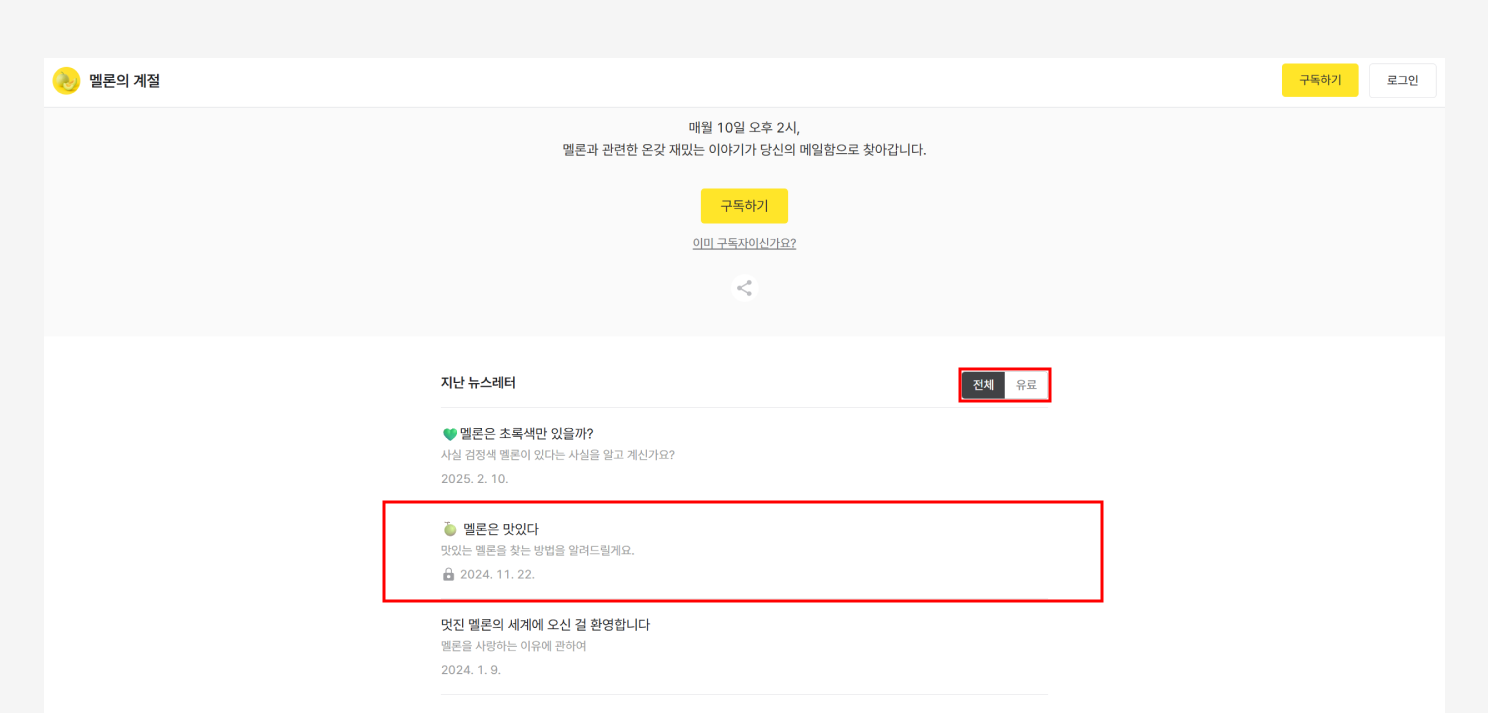 멜론의 계절
구독하기
로그인
매월 10일 오후 2시,
멜론과 관련한 온갖 재밌는 이야기가 당신의 메일함으로 찾아갑니다.
구독하기
이미 구독자이신가요?
지난 뉴스레터
전체
유료
💚멜론은 초록색만 있을까?
사실 검정색 멜론이 있다는 사실을 알고 계신가요?
2025. 2. 10.
🍈 멜론은 맛있다
맛있는 멜론을 찾는 방법을 알려드릴게요.
2024. 11. 22.
멋진 멜론의 세계에 오신 걸 환영합니다
멜론을 사랑하는 이유에 관하여
2024. 1. 9.